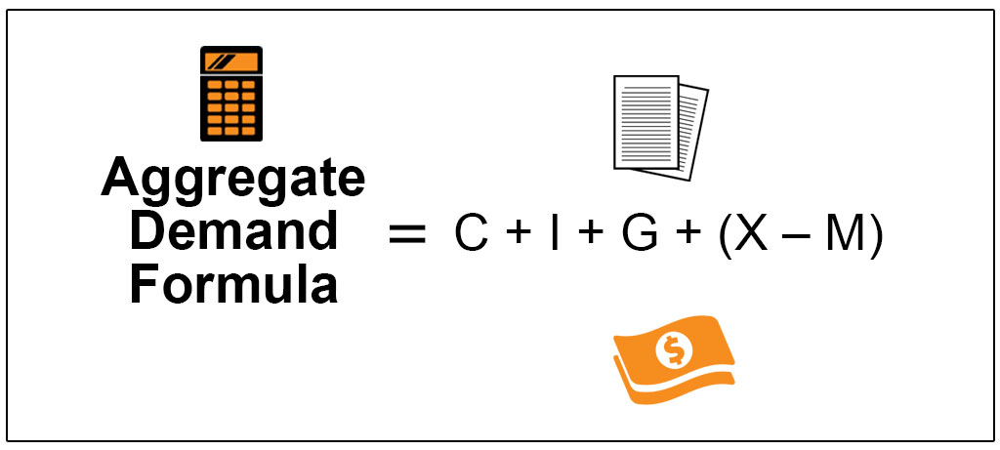 Aggregate
Demand
Formula
= C + I + G + (X – M)
$